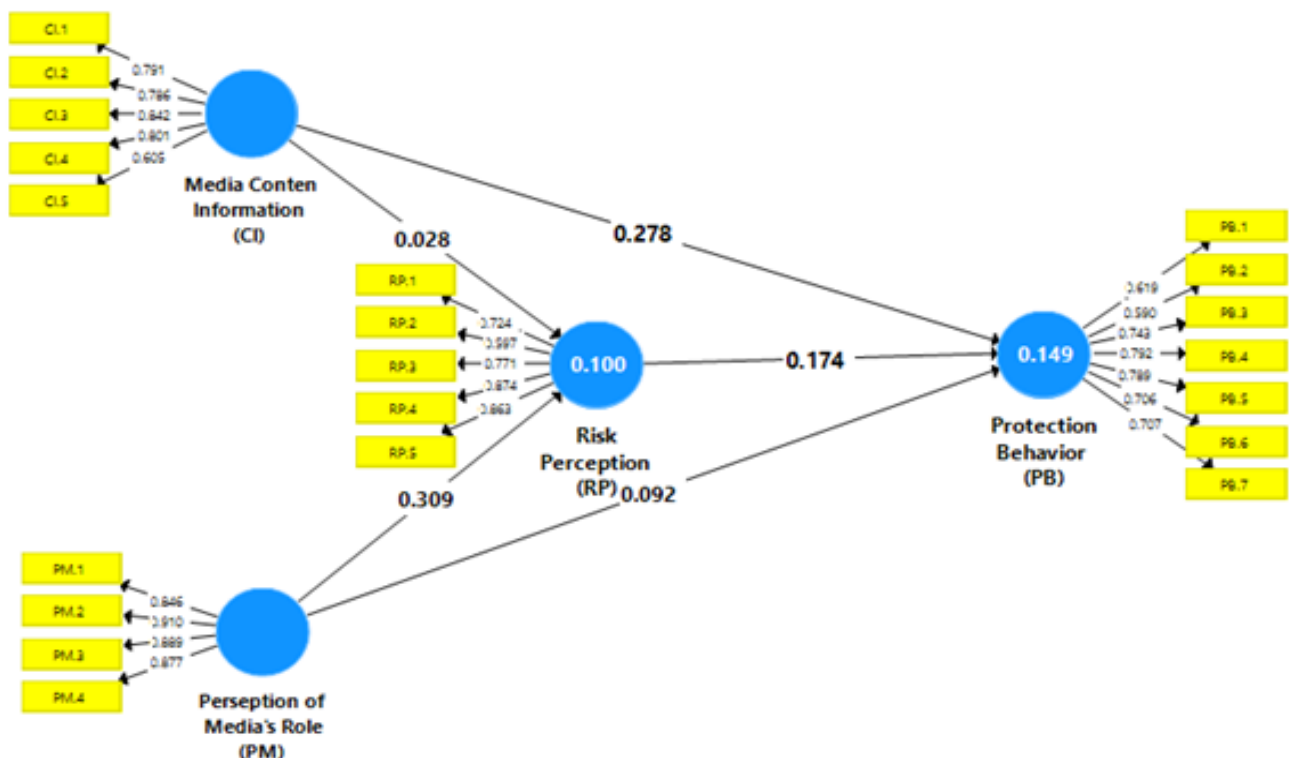 CI.1
CI.2
CI.3
CI.4
CI.5
0.791
0.786
0.842
0.801
0.605
Media Conten
Information
(CI)
0.028
0.278
RP.1
RP.2
RP.3
RP.4
RP.5
0.724
0.597
0.771
0.874
0.863
0.100
Risk
Perception
(RP)
0.174
0.309
0.092
0.149
Protection
Behavior
(PB)
PB.1
PB.2
PB.3
PB.4
PB.5
PB.6
PB.7
0.619
0.590
0.743
0.792
0.789
0.706
0.707
PM.1
PM.2
PM.3
PM.4
0.846
0.910
0.889
0.877
Perseption of
Media's Role
(PM)